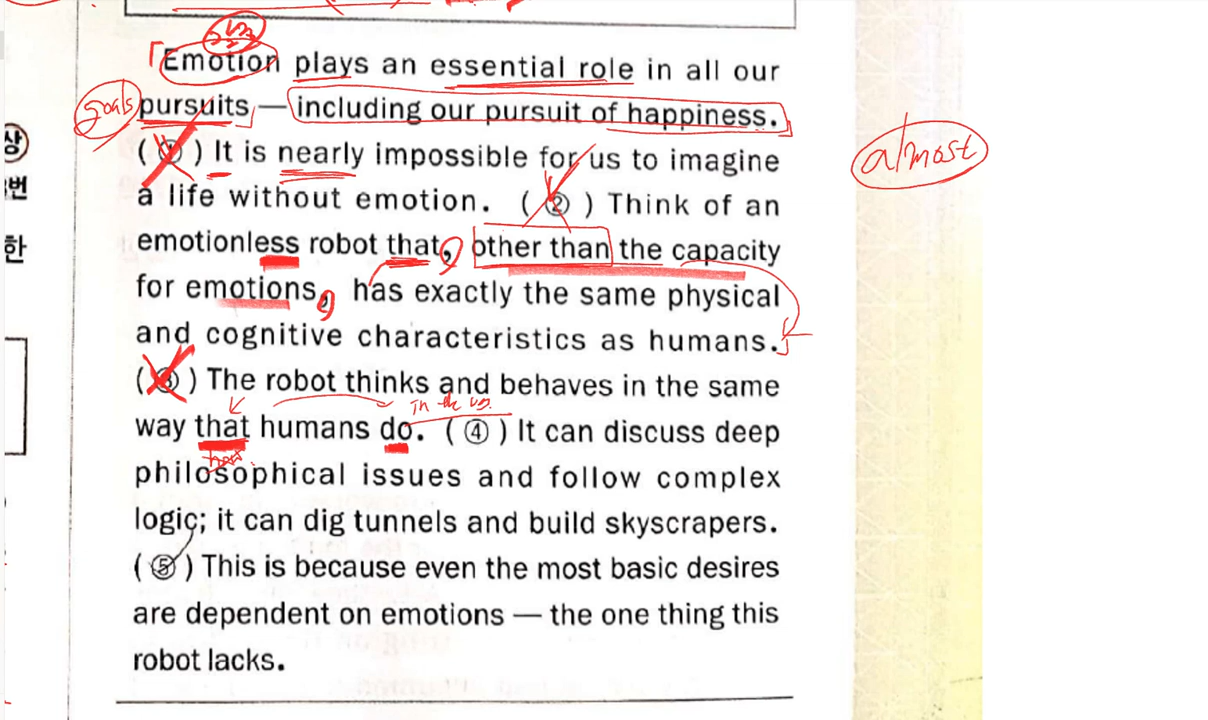 Emotion plays an essential role in all our
goals pursuits — including our pursuit of happiness.
( ① ) It is nearly impossible for us to imagine
almost
a life without emotion. ( ② ) Think of an
emotionless robot that, other than the capacity
for emotions, has exactly the same physical
and cognitive characteristics as humans.
( ③ ) The robot thinks and behaves in the same
way that humans do. ( ④ ) It can discuss deep
how
philosophical issues and follow complex
logic; it can dig tunnels and build skyscrapers.
( ⑤ ) This is because even the most basic desires
are dependent on emotions — the one thing this
robot lacks.
상
번
한